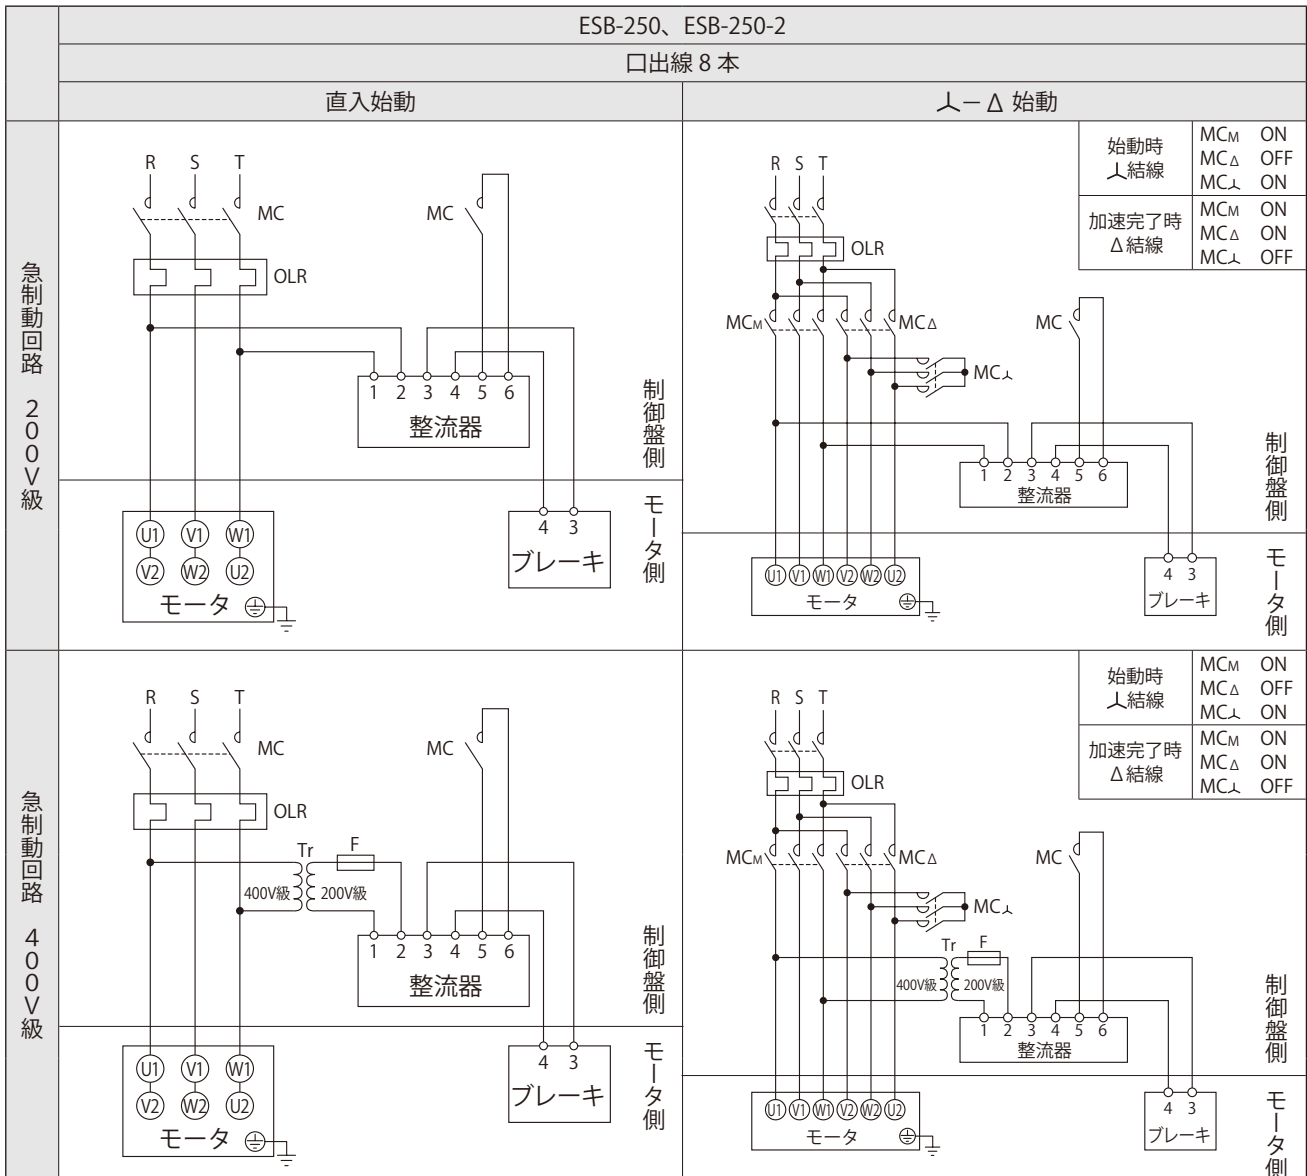 ESB-250、ESB-250-2
口出線 8 本
直入始動
人－Δ 始動
急制動回路 200V級
R S T
MC
MC
OLR
1 2 3 4 5 6
整流器
制御盤側
モータ側
U1 V1 W1
V2 W2 U2
モータ
4 3
ブレーキ
始動時
人結線
MCM ON
MCΔ OFF
MC人 ON
加速完了時
Δ結線
MCM ON
MCΔ ON
MC人 OFF
R S T
OLR
MCM
MCΔ
MC
MC人
1 2 3 4 5 6
整流器
制御盤側
モータ側
U1 V1 W1 V2 W2 U2
モータ
4 3
ブレーキ
急制動回路 400V級
R S T
MC
MC
OLR
Tr F
400V級 200V級
1 2 3 4 5 6
整流器
制御盤側
モータ側
U1 V1 W1
V2 W2 U2
モータ
4 3
ブレーキ
始動時
人結線
MCM ON
MCΔ OFF
MC人 ON
加速完了時
Δ結線
MCM ON
MCΔ ON
MC人 OFF
R S T
OLR
MCM
MCΔ
MC
MC人
Tr F
400V級 200V級
1 2 3 4 5 6
整流器
制御盤側
モータ側
U1 V1 W1 V2 W2 U2
モータ
4 3
ブレーキ